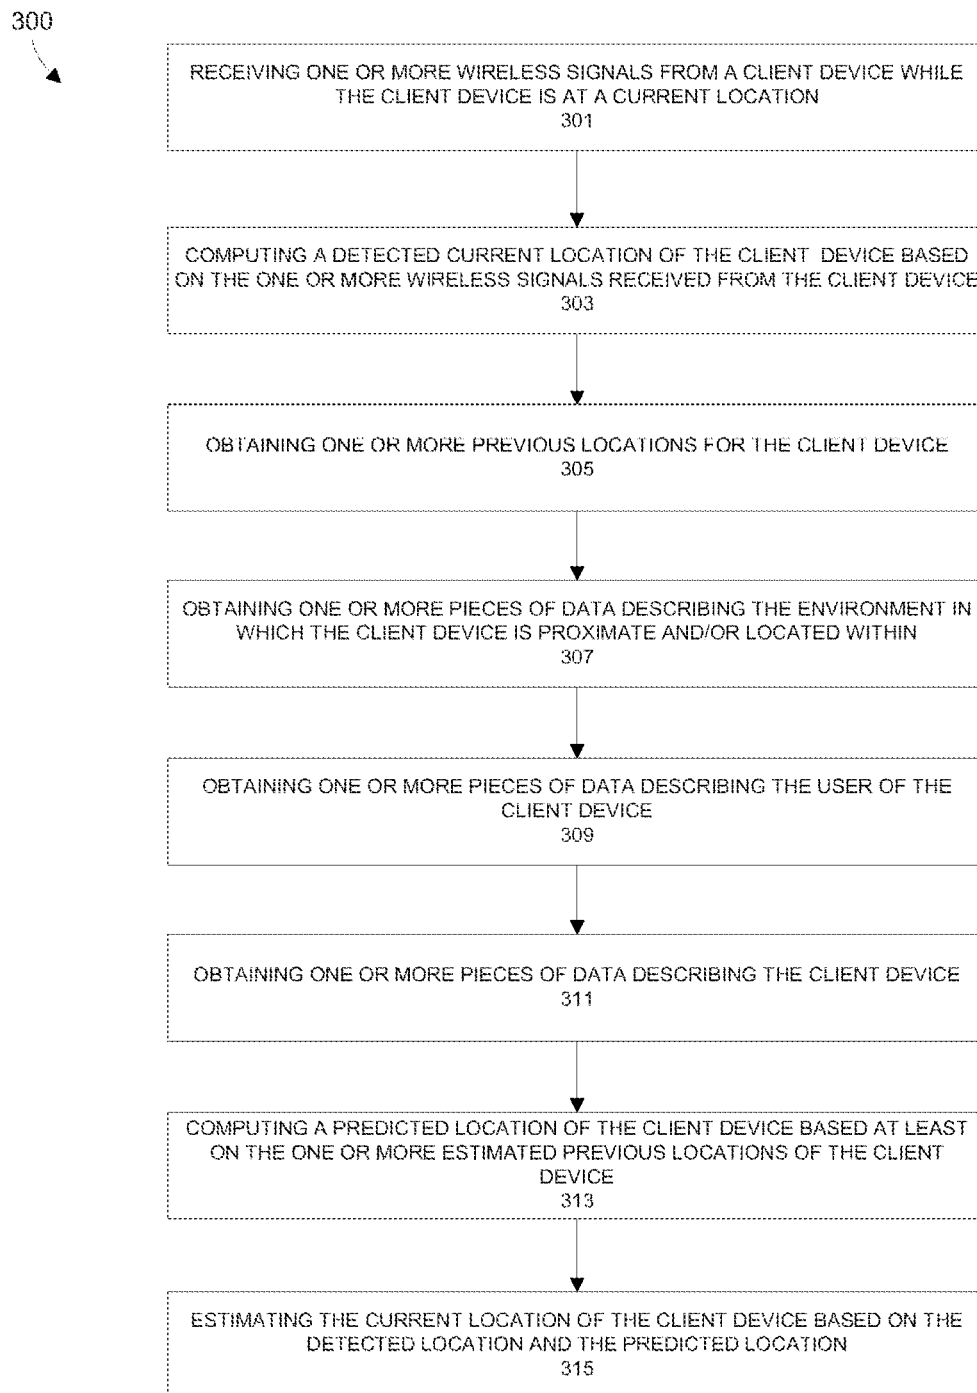 300
RECEIVING ONE OR MORE WIRELESS SIGNALS FROM A CLIENT DEVICE WHILE
THE CLIENT DEVICE IS AT A CURRENT LOCATION
301
COMPUTING A DETECTED CURRENT LOCATION OF THE CLIENT DEVICE BASED
ON THE ONE OR MORE WIRELESS SIGNALS RECEIVED FROM THE CLIENT DEVICE
303
OBTAINING ONE OR MORE PREVIOUS LOCATIONS FOR THE CLIENT DEVICE
305
OBTAINING ONE OR MORE PIECES OF DATA DESCRIBING THE ENVIRONMENT IN
WHICH THE CLIENT DEVICE IS PROXIMATE AND/OR LOCATED WITHIN
307
OBTAINING ONE OR MORE PIECES OF DATA DESCRIBING THE USER OF THE
CLIENT DEVICE
309
OBTAINING ONE OR MORE PIECES OF DATA DESCRIBING THE CLIENT DEVICE
311
COMPUTING A PREDICTED LOCATION OF THE CLIENT DEVICE BASED AT LEAST
ON THE ONE OR MORE ESTIMATED PREVIOUS LOCATIONS OF THE CLIENT
DEVICE
313
ESTIMATING THE CURRENT LOCATION OF THE CLIENT DEVICE BASED ON THE
DETECTED LOCATION AND THE PREDICTED LOCATION
315